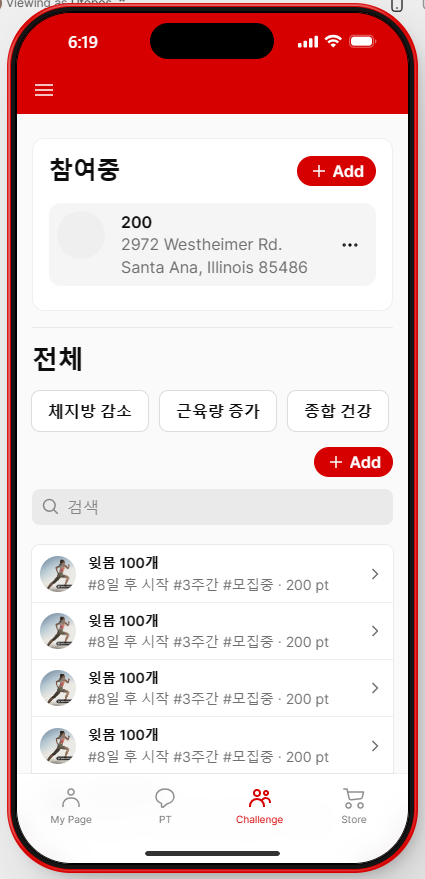 Viewing as
6:19
참여중
+ Add
200
2972 Westheimer Rd.
Santa Ana, Illinois 85486
전체
체지방 감소
근육량 증가
종합 건강
+ Add
검색
윗몸 100개
#8일 후 시작 #3주간 #모집중 · 200 pt
윗몸 100개
#8일 후 시작 #3주간 #모집중 · 200 pt
윗몸 100개
#8일 후 시작 #3주간 #모집중 · 200 pt
윗몸 100개
#8일 후 시작 #3주간 #모집중 · 200 pt
My Page
PT
Challenge
Store